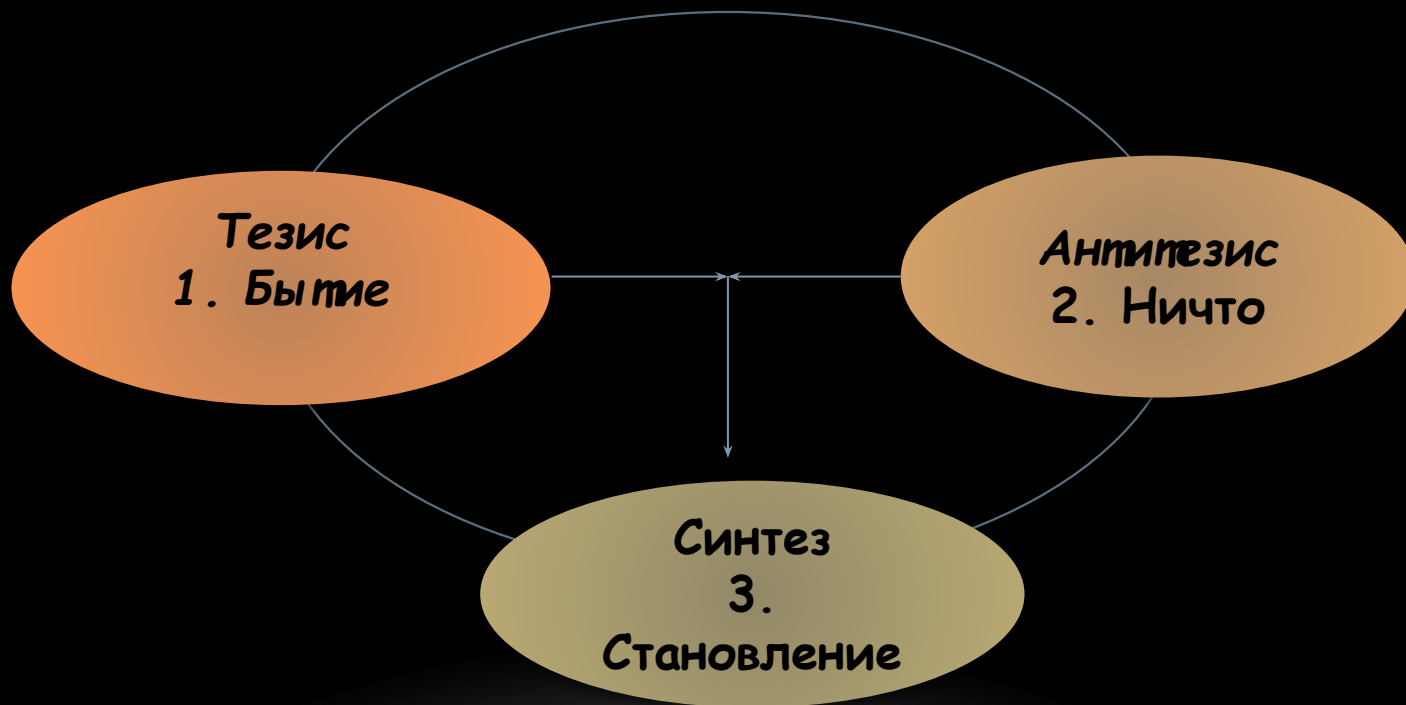 Тезис
1. Бытие
Антитезис
2. Ничто
Синтез
3.
Становление